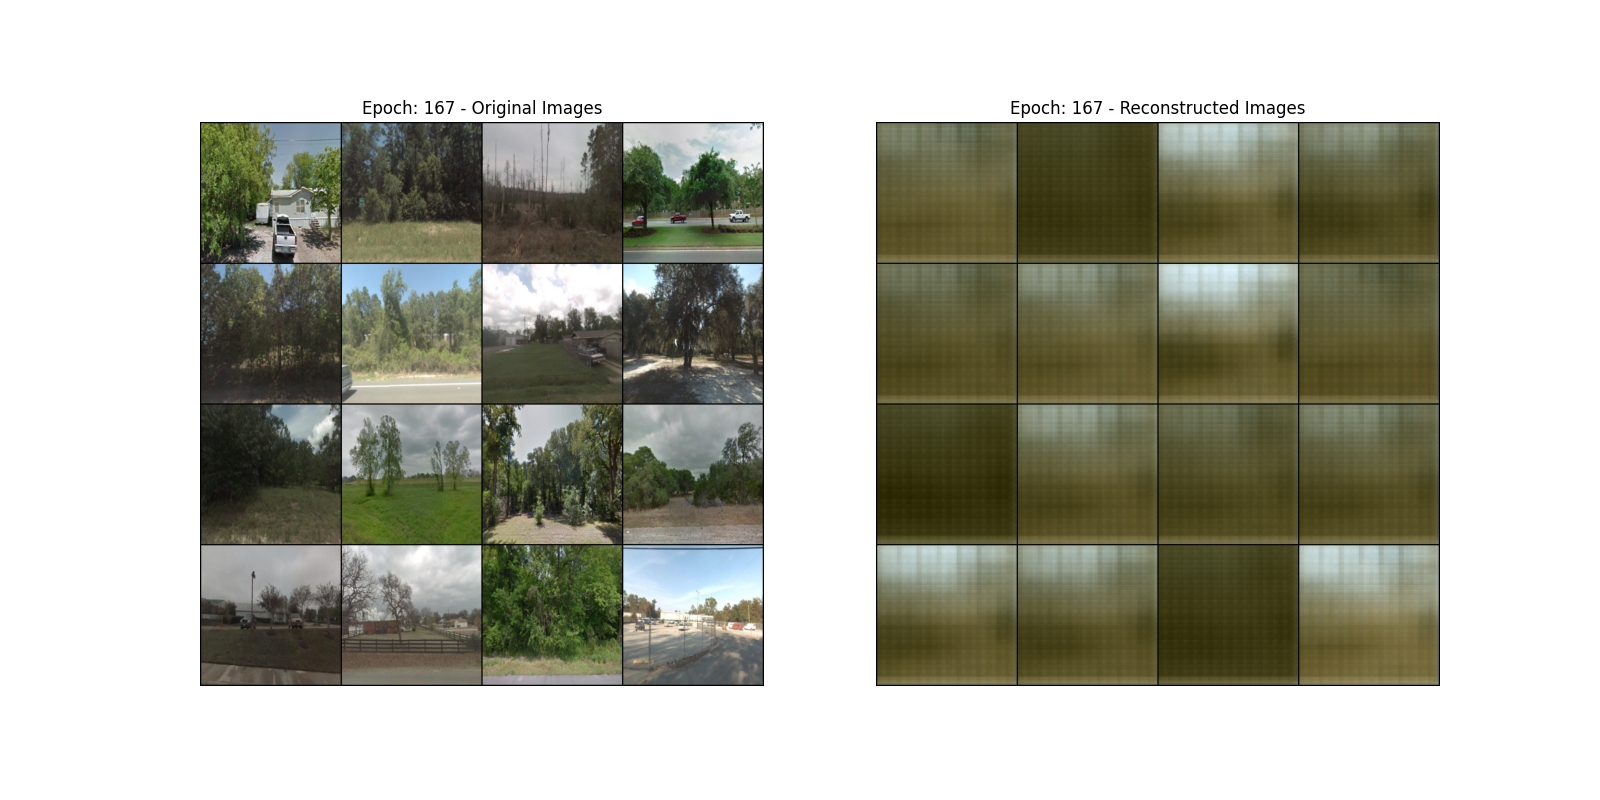 Epoch: 167 - Original Images
Epoch: 167 - Reconstructed Images